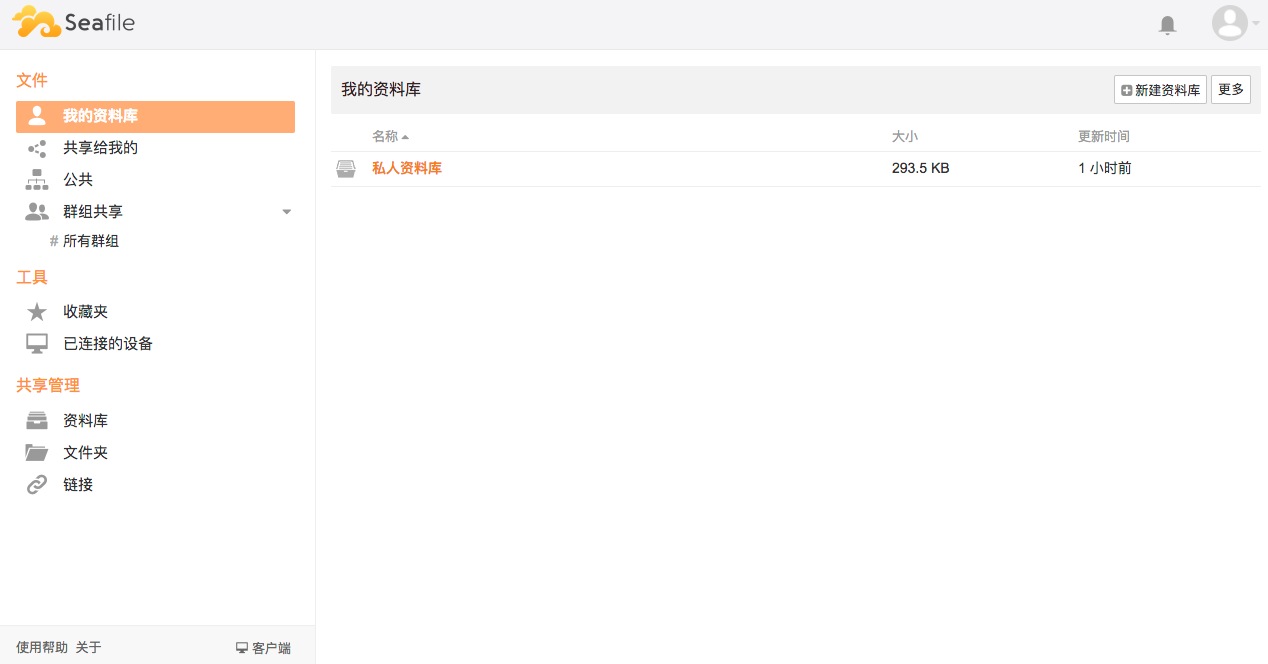 Seafile
文件
我的资料库
共享给我的
公共
群组共享
# 所有群组
工具
收藏夹
已连接的设备
共享管理
资料库
文件夹
链接
使用帮助 关于 客户端
我的资料库 新建资料库 更多
名称 大小 更新时间
私人资料库 293.5 KB 1 小时前